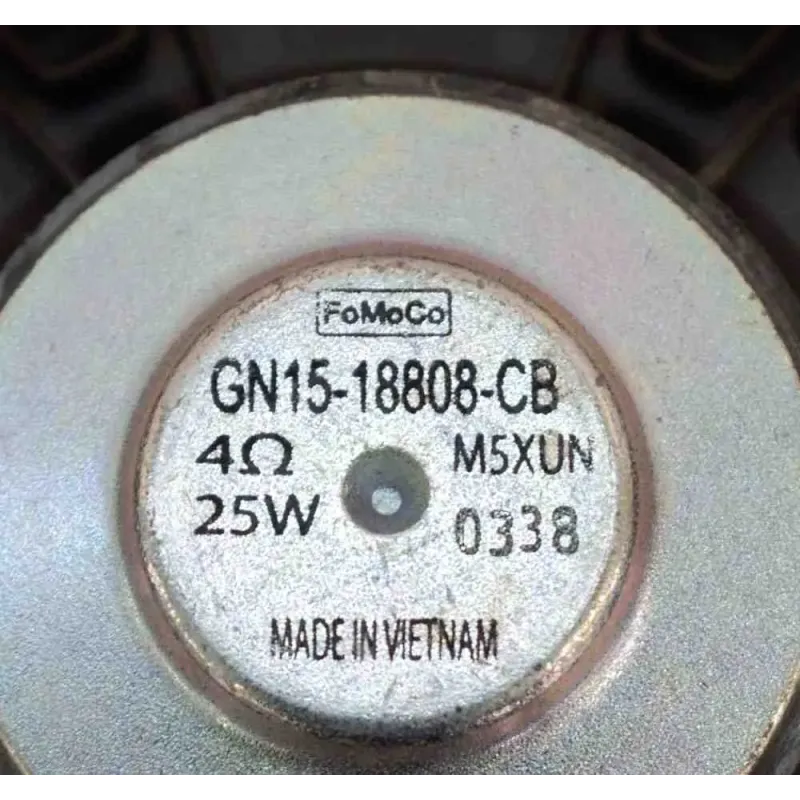 FoMoCo
GN15-18808-CB
4Ω M5XUN
25W 0338
MADE IN VIETNAM